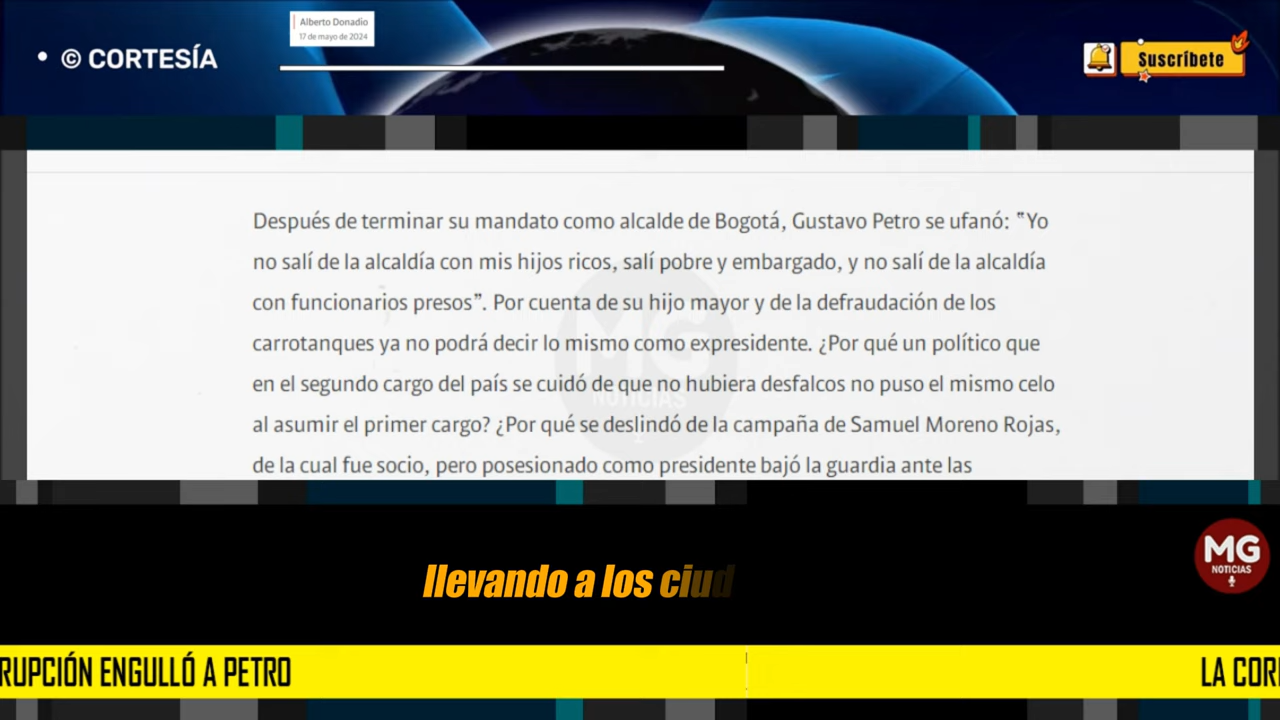 Alberto Donadio
17 de mayo de 2024
• © CORTESÍA
Suscríbete
Después de terminar su mandato como alcalde de Bogotá, Gustavo Petro se ufanó: “Yo
no salí de la alcaldía con mis hijos ricos, salí pobre y embargado, y no salí de la alcaldía
con funcionarios presos”. Por cuenta de su hijo mayor y de la defraudación de los
carrotanques ya no podrá decir lo mismo como expresidente. ¿Por qué un político que
en el segundo cargo del país se cuidó de que no hubiera desfalcos no puso el mismo celo
al asumir el primer cargo? ¿Por qué se deslindó de la campaña de Samuel Moreno Rojas,
de la cual fue socio, pero posesionado como presidente bajó la guardia ante las
MG
NOTICIAS
llevando a los ciud
MG
NOTICIAS
RUPCIÓN ENGULLÓ A PETRO
LA COR